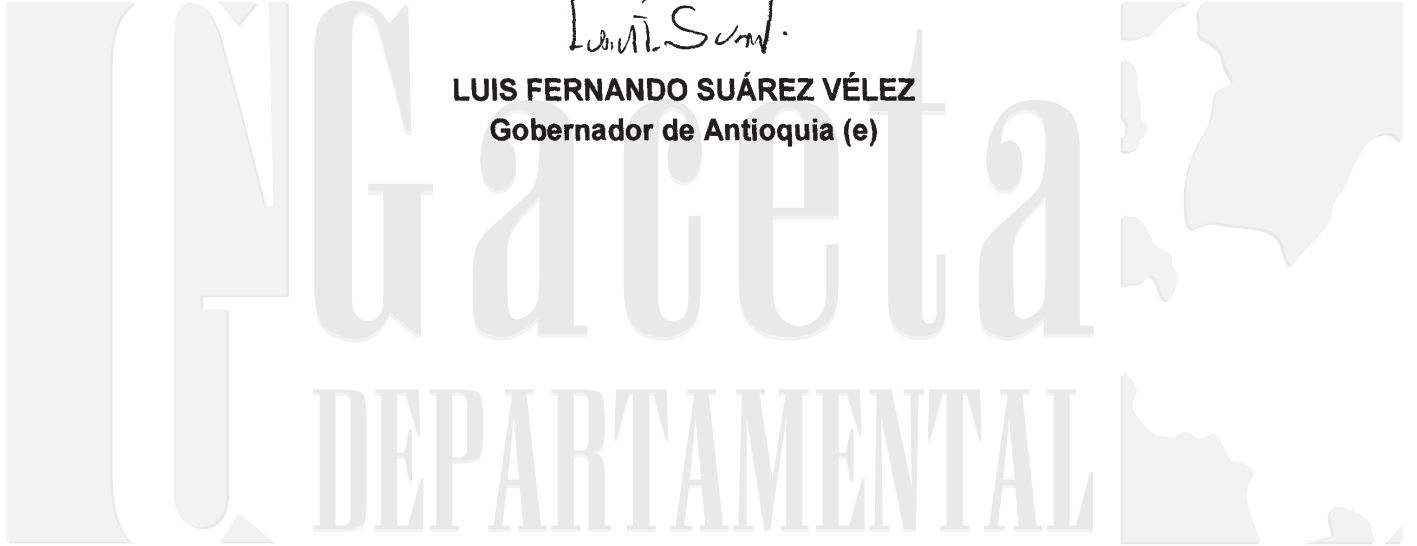 LUIS FERNANDO SUÁREZ VÉLEZ
Gobernador de Antioquia (e)
Gaceta
DEPARTAMENTAL